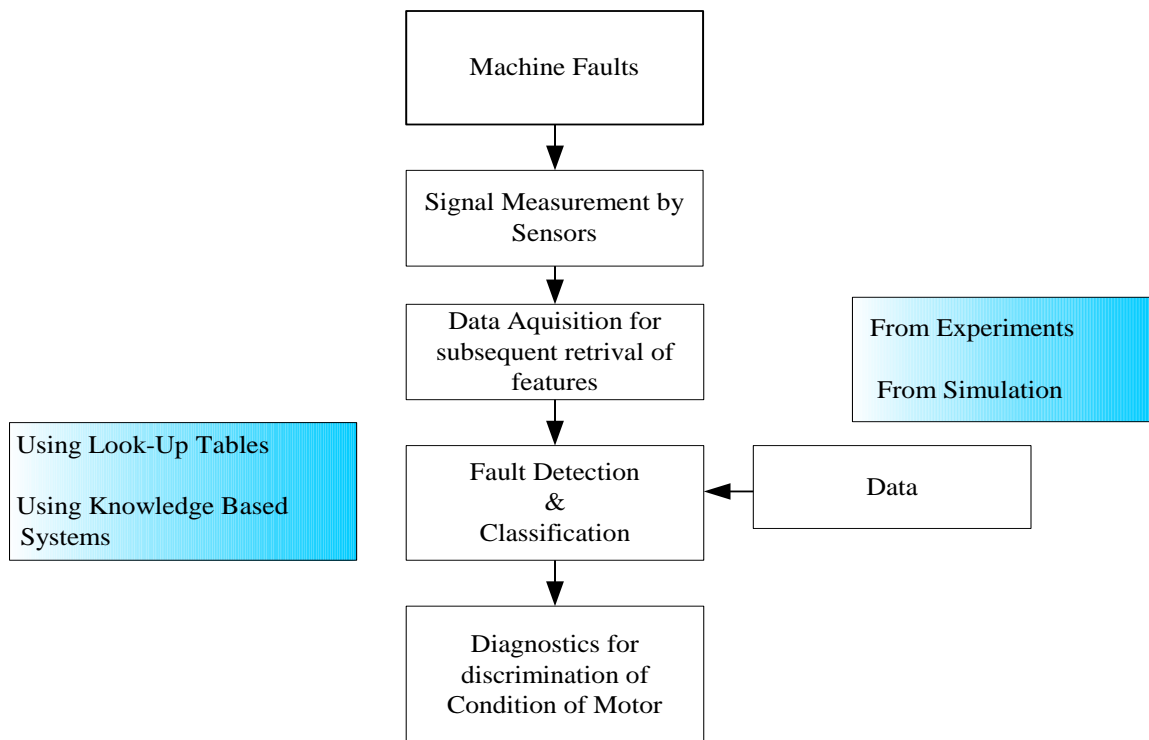 Machine Faults
Signal Measurement by
Sensors
Data Aquisition for
subsequent retrival of
features
From Experiments
From Simulation
Using Look-Up Tables
Using Knowledge Based
Systems
Fault Detection
&
Classification
Data
Diagnostics for
discrimination of
Condition of Motor